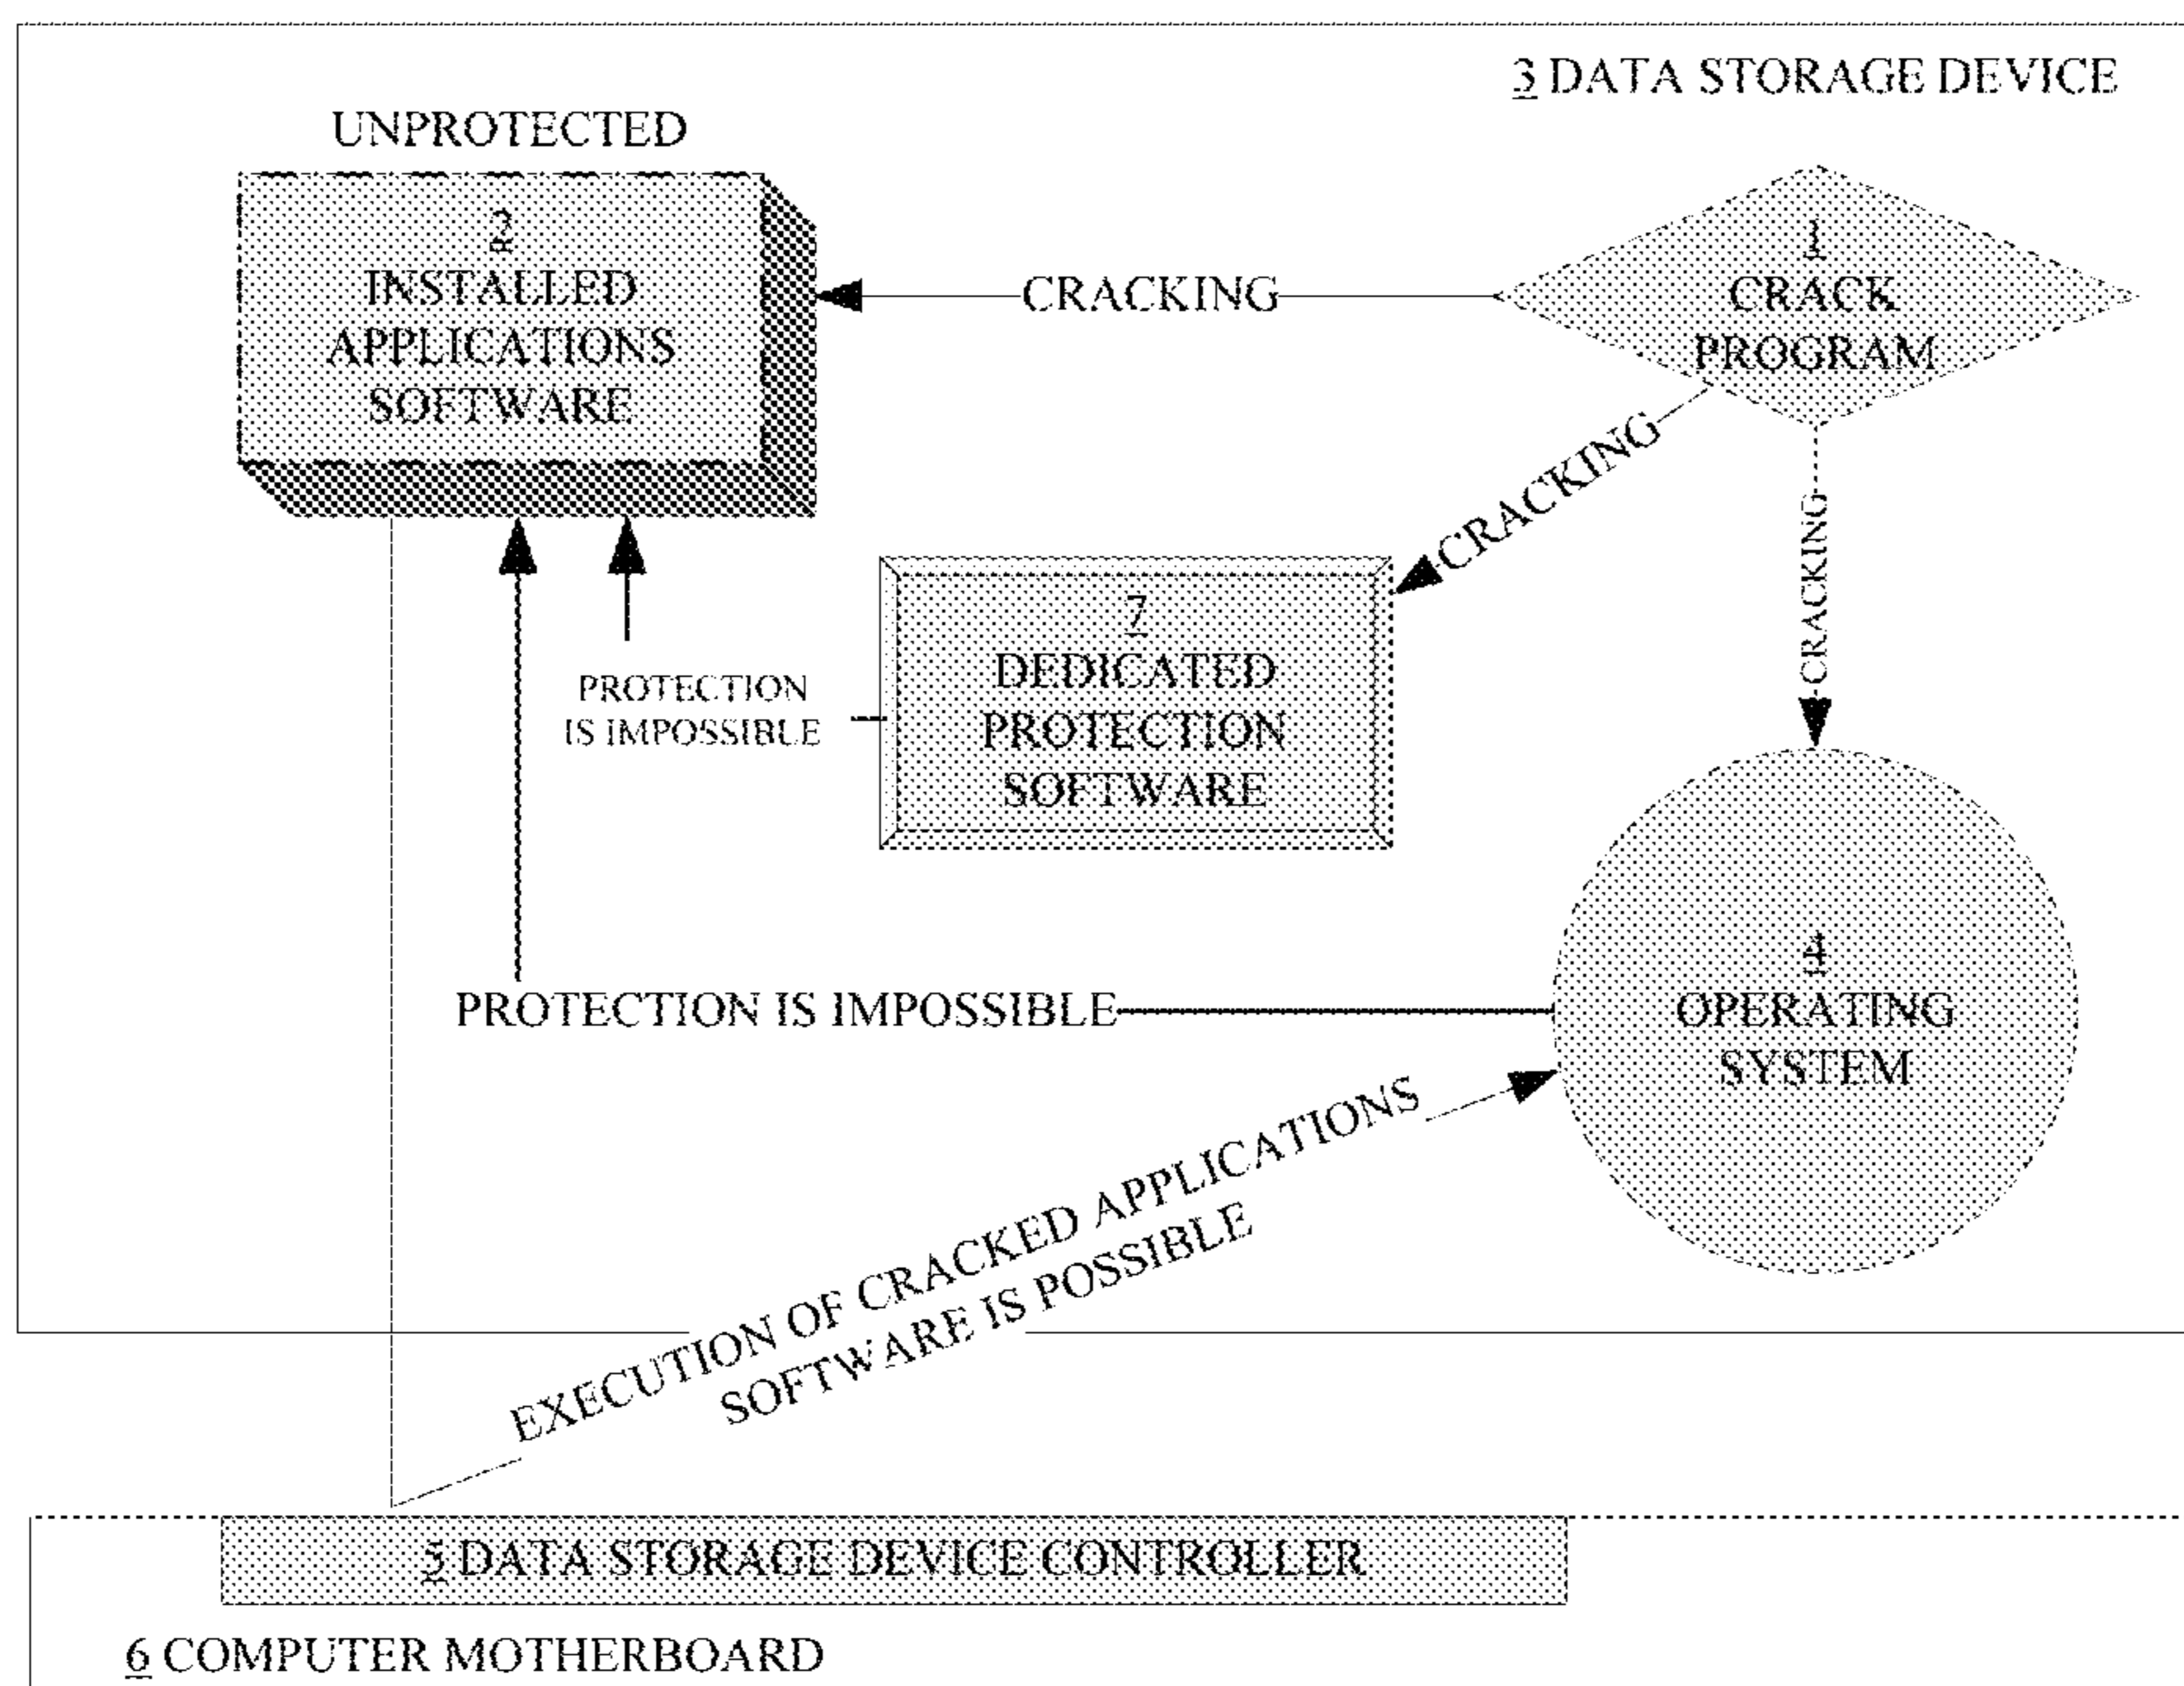 3 DATA STORAGE DEVICE
UNPROTECTED
2
INSTALLED
APPLICATIONS
SOFTWARE
CRACKING
1
CRACK
PROGRAM
CRACKING
CRACKING
7
DEDICATED
PROTECTION
SOFTWARE
PROTECTION
IS IMPOSSIBLE
4
OPERATING
SYSTEM
PROTECTION IS IMPOSSIBLE
EXECUTION OF CRACKED APPLICATIONS
SOFTWARE IS POSSIBLE
5 DATA STORAGE DEVICE CONTROLLER
6 COMPUTER MOTHERBOARD